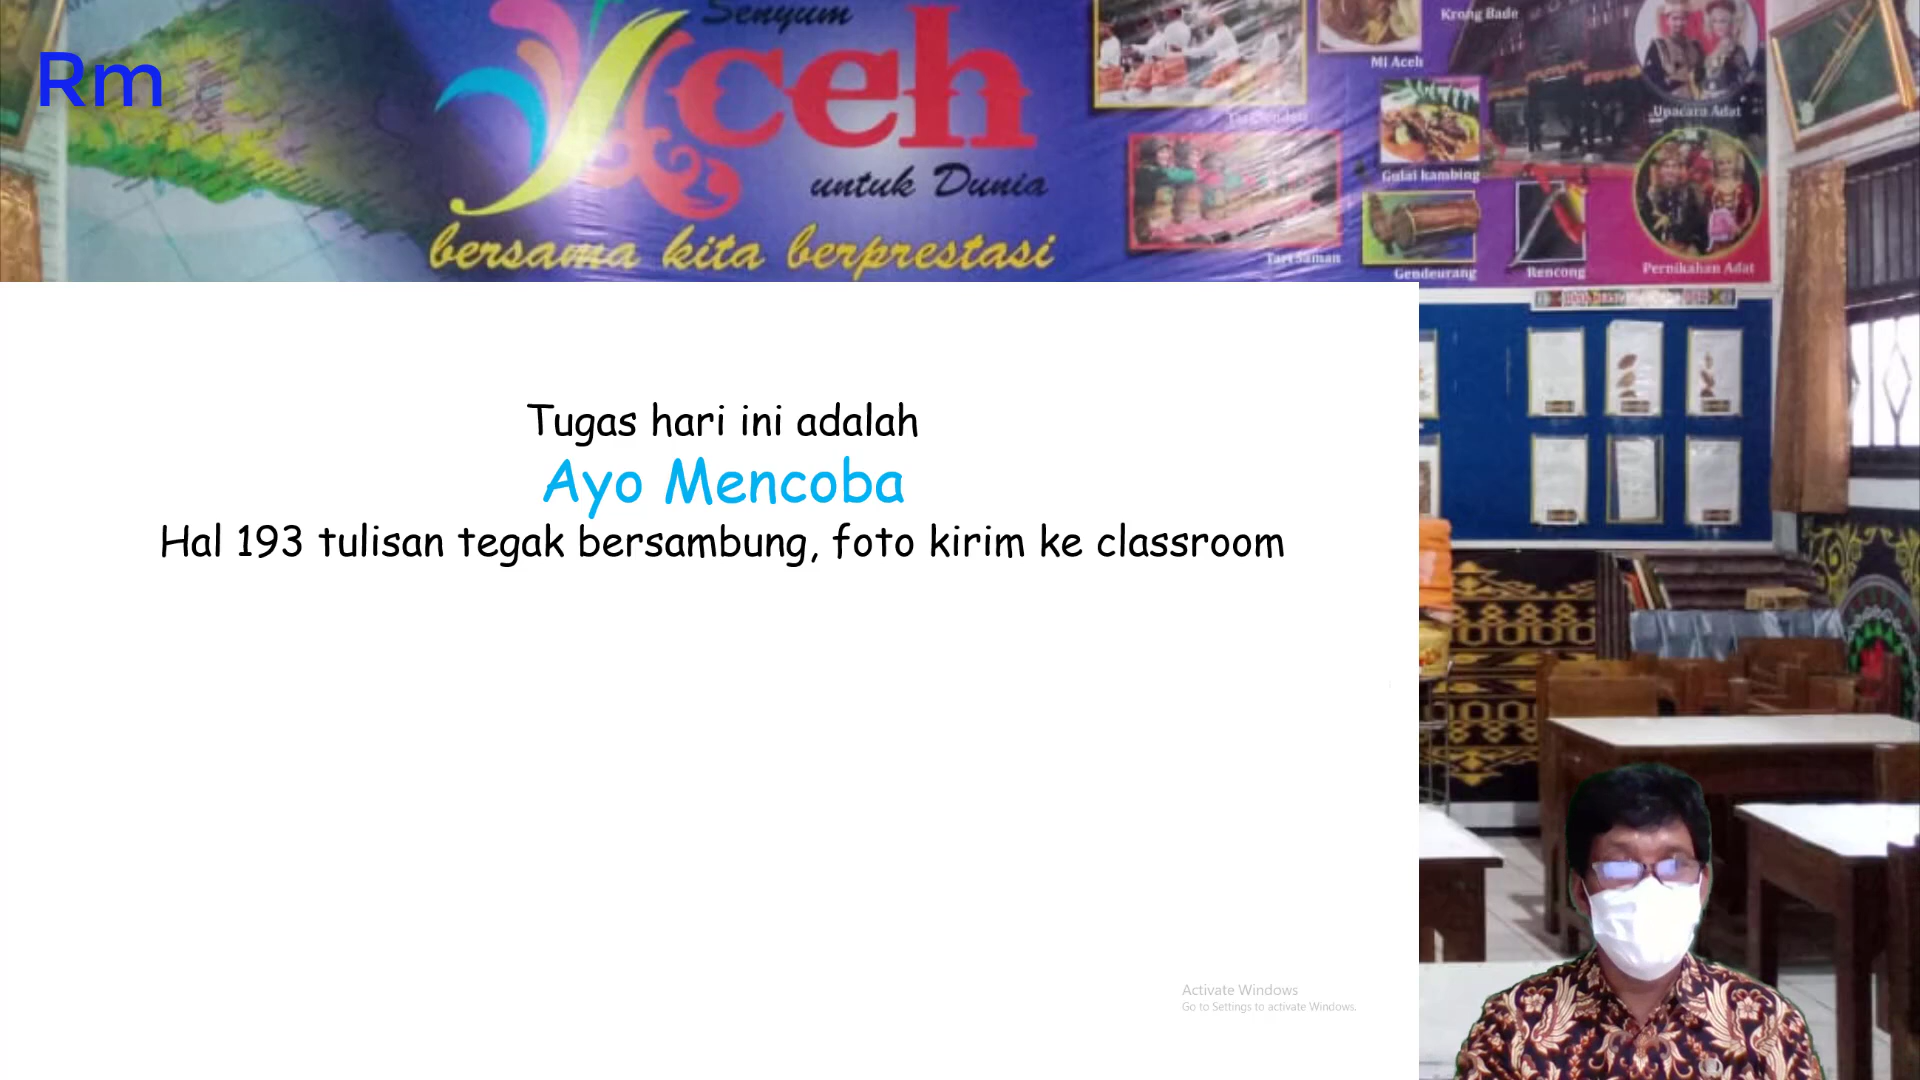 Rm
Senyum
Aceh
untuk Dunia
bersama kita berprestasi
Krong Bade
Mi Aceh
Upacara Adat
Gulai kambing
Tari Saman
Gendeurang
Rencong
Pernikahan Adat
Tugas hari ini adalah
Ayo Mencoba
Hal 193 tulisan tegak bersambung, foto kirim ke classroom
Activate Windows
Go to Settings to activate Windows.